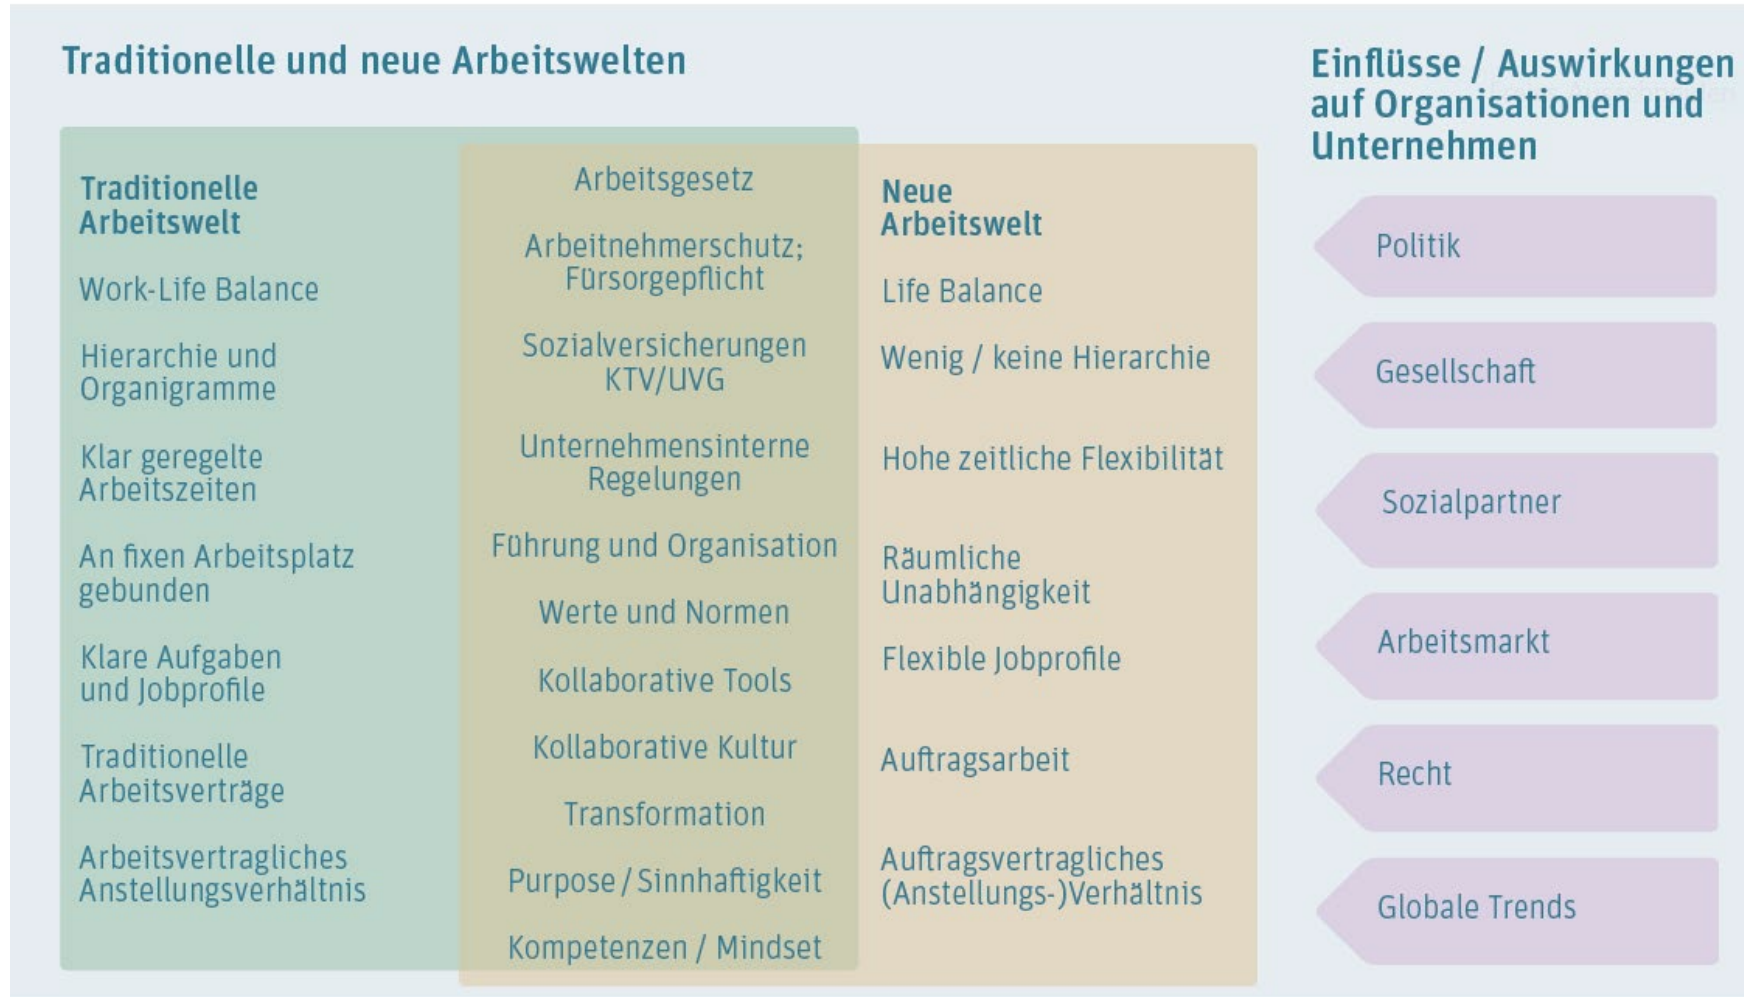 Traditionelle und neue Arbeitswelten
Traditionelle
Arbeitswelt
Work-Life Balance
Hierarchie und
Organigramme
Klar geregelte
Arbeitszeiten
An fixen Arbeitsplatz
gebunden
Klare Aufgaben
und Jobprofile
Traditionelle
Arbeitsverträge
Arbeitsvertragliches
Anstellungsverhältnis
Arbeitsgesetz
Arbeitnehmerschutz;
Fürsorgepflicht
Sozialversicherungen
KTV/UVG
Unternehmensinterne
Regelungen
Führung und Organisation
Werte und Normen
Kollaborative Tools
Kollaborative Kultur
Transformation
Purpose / Sinnhaftigkeit
Kompetenzen / Mindset
Neue
Arbeitswelt
Life Balance
Wenig / keine Hierarchie
Hohe zeitliche Flexibilität
Räumliche
Unabhängigkeit
Flexible Jobprofile
Auftragsarbeit
Auftragsvertragliches
(Anstellungs-)Verhältnis
Einflüsse / Auswirkungen
auf Organisationen und
Unternehmen
Politik
Gesellschaft
Sozialpartner
Arbeitsmarkt
Recht
Globale Trends